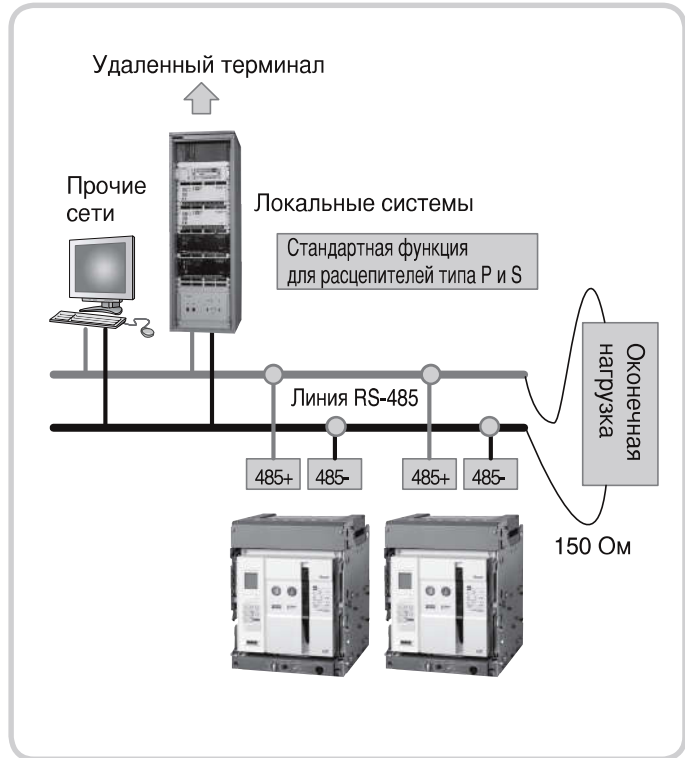 Удаленный терминал
Прочие
сети
Локальные системы
Стандартная функция
для расцепителей типа P и S
Оконечная
нагрузка
Линия RS-485
485+
485-
485+
485-
150 Ом